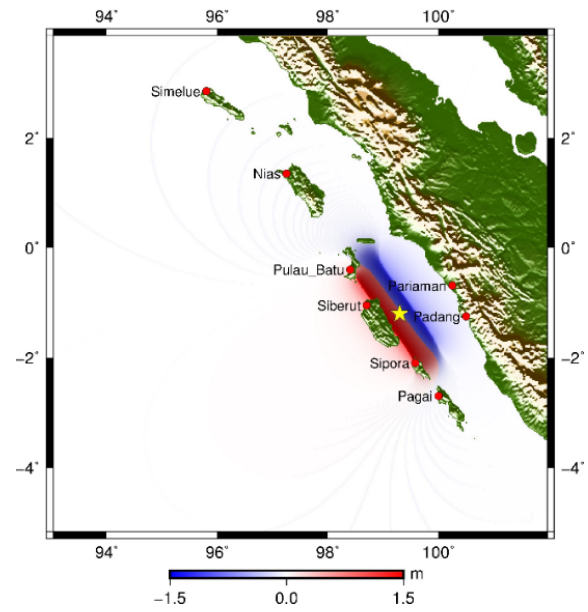 94° 96° 98° 100°
Simelue
2° 2°
Nias
0° 0°
Pulau_Batu
Pariaman
Siberut
Padang
−2° −2°
Sipora
Pagai
−4° −4°
94° 96° 98° 100°
m
−1.5 0.0 1.5